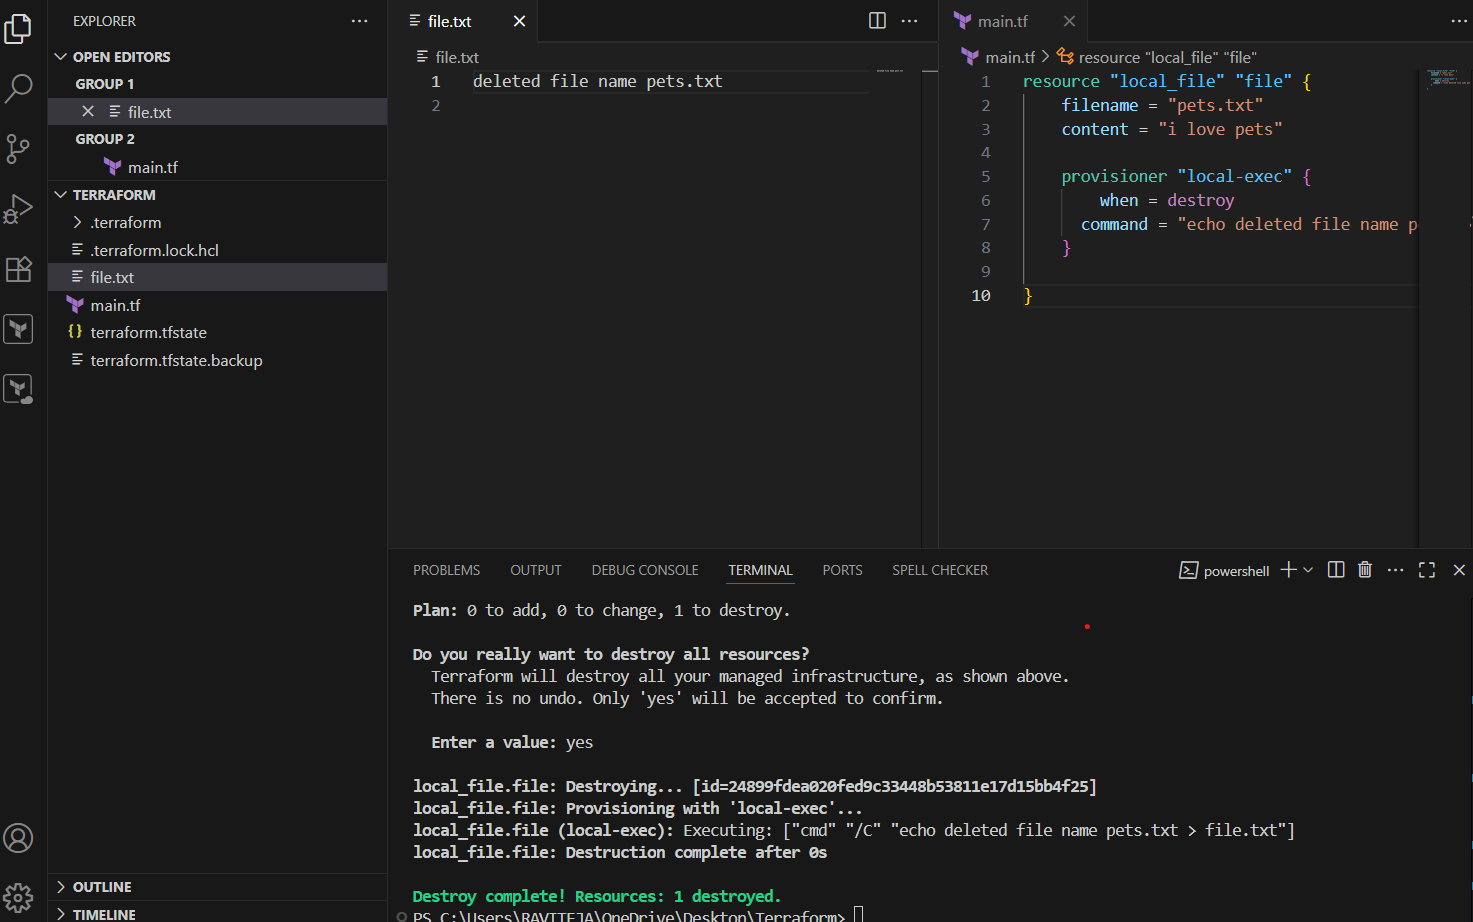 EXPLORER
OPEN EDITORS
GROUP 1
file.txt
GROUP 2
main.tf
TERRAFORM
.terraform
.terraform.lock.hcl
file.txt
main.tf
terraform.tfstate
terraform.tfstate.backup
OUTLINE
TIMELINE
file.txt
file.txt
1 deleted file name pets.txt
2
main.tf
main.tf > resource "local_file" "file"
1 resource "local_file" "file" {
2 filename = "pets.txt"
3 content = "i love pets"
4
5 provisioner "local-exec" {
6 when = destroy
7 command = "echo deleted file name p
8 }
9
10 }
PROBLEMS OUTPUT DEBUG CONSOLE TERMINAL PORTS SPELL CHECKER powershell
Plan: 0 to add, 0 to change, 1 to destroy.
Do you really want to destroy all resources?
Terraform will destroy all your managed infrastructure, as shown above.
There is no undo. Only 'yes' will be accepted to confirm.
Enter a value: yes
local_file.file: Destroying... [id=24899fdea020fed9c33448b53811e17d15bb4f25]
local_file.file: Provisioning with 'local-exec'...
local_file.file (local-exec): Executing: ["cmd" "/C" "echo deleted file name pets.txt > file.txt"]
local_file.file: Destruction complete after 0s
Destroy complete! Resources: 1 destroyed.
PS C:\Users\RAVITEJA\OneDrive\Desktop\Terraform>